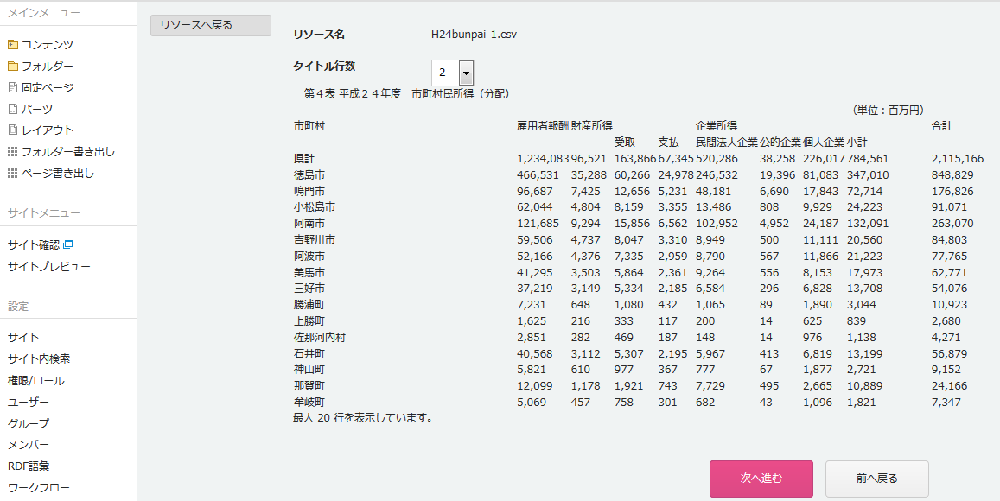 メインメニュー
コンテンツ
フォルダー
固定ページ
パーツ
レイアウト
フォルダー書き出し
ページ書き出し
サイトメニュー
サイト確認
サイトプレビュー
設定
サイト
サイト内検索
権限/ロール
ユーザー
グループ
メンバー
RDF語彙
ワークフロー
リソースへ戻る
リソース名 H24bunpai-1.csv
タイトル行数 2
第４表 平成２４年度 市町村民所得（分配）
（単位：百万円）
市町村 雇用者報酬 財産所得 企業所得 合計
受取 支払 民間法人企業 公的企業 個人企業 小計
県計 1,234,083 96,521 163,866 67,345 520,286 38,258 226,017 784,561 2,115,166
徳島市 466,531 35,288 60,266 24,978 246,532 19,396 81,083 347,010 848,829
鳴門市 96,687 7,425 12,656 5,231 48,181 6,690 17,843 72,714 176,826
小松島市 62,044 4,804 8,159 3,355 13,486 808 9,929 24,223 91,071
阿南市 121,685 9,294 15,856 6,562 102,952 4,952 24,187 132,091 263,070
吉野川市 59,506 4,737 8,047 3,310 8,949 500 11,111 20,560 84,803
阿波市 52,166 4,376 7,335 2,959 8,790 567 11,866 21,223 77,765
美馬市 41,295 3,503 5,864 2,361 9,264 556 8,153 17,973 62,771
三好市 37,219 3,149 5,334 2,185 6,584 296 6,828 13,708 54,076
勝浦町 7,231 648 1,080 432 1,065 89 1,890 3,044 10,923
上勝町 1,625 216 333 117 200 14 625 839 2,680
佐那河内村 2,851 282 469 187 148 14 976 1,138 4,271
石井町 40,568 3,112 5,307 2,195 5,967 413 6,819 13,199 56,879
神山町 5,821 610 977 367 777 67 1,877 2,721 9,152
那賀町 12,099 1,178 1,921 743 7,729 495 2,665 10,889 24,166
牟岐町 5,069 457 758 301 682 43 1,096 1,821 7,347
最大 20 行を表示しています。
次へ進む 前へ戻る